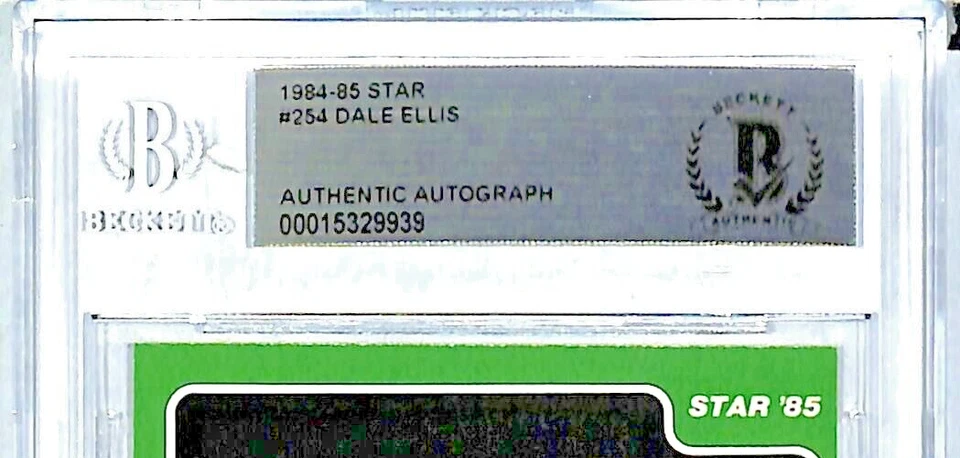 1984-85 STAR
#254 DALE ELLIS
AUTHENTIC AUTOGRAPH
00015329939
BECKETT
B
AUTHENTIC
B
BECKETT
STAR '85